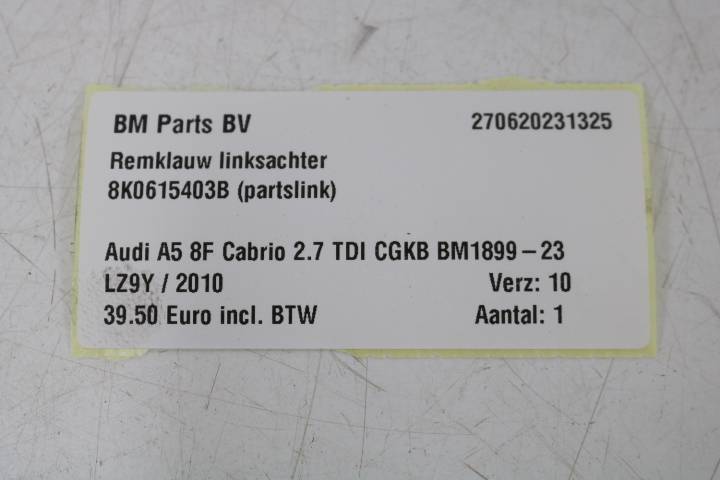 BM Parts BV 270620231325
Remklauw linksachter
8K0615403B (partslink)
Audi A5 8F Cabrio 2.7 TDI CGKB BM1899-23
LZ9Y / 2010 Verz: 10
39.50 Euro incl. BTW Aantal: 1